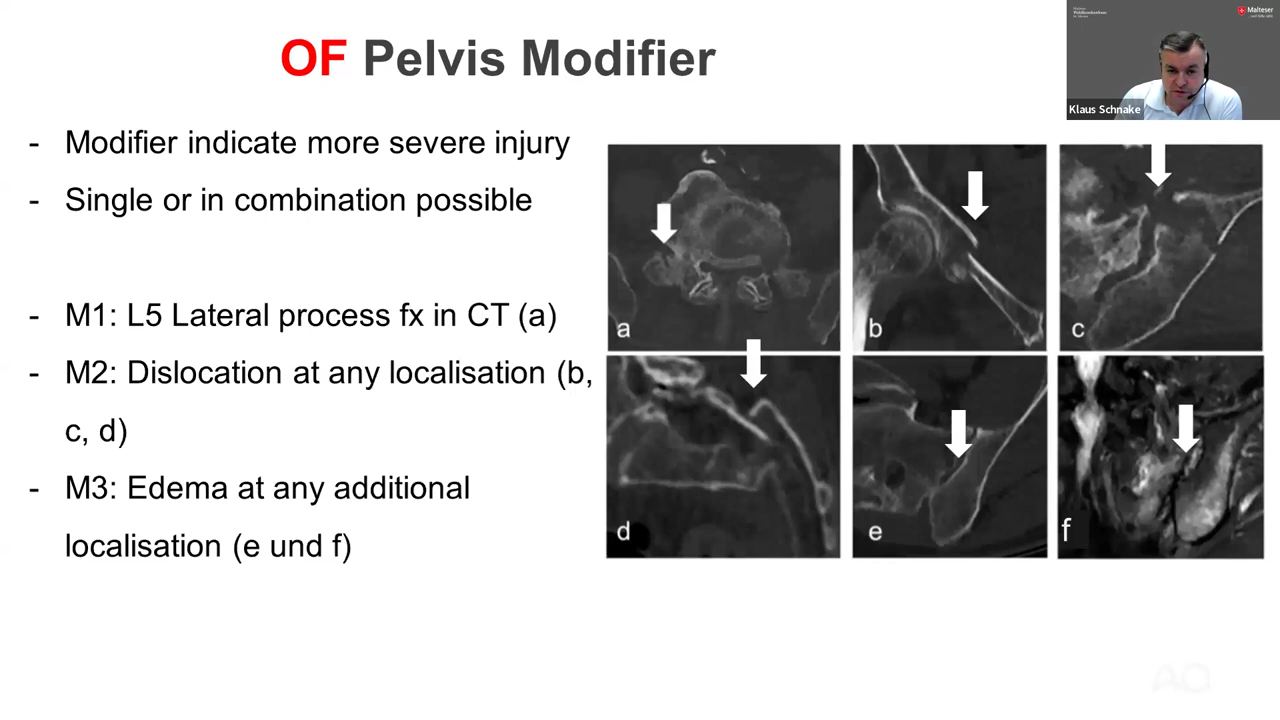 OF Pelvis Modifier
Malteser
Klaus Schnake
- Modifier indicate more severe injury
- Single or in combination possible
- M1: L5 Lateral process fx in CT (a)
- M2: Dislocation at any localisation (b,
c, d)
- M3: Edema at any additional
localisation (e und f)
a
b
c
d
e
f
AO